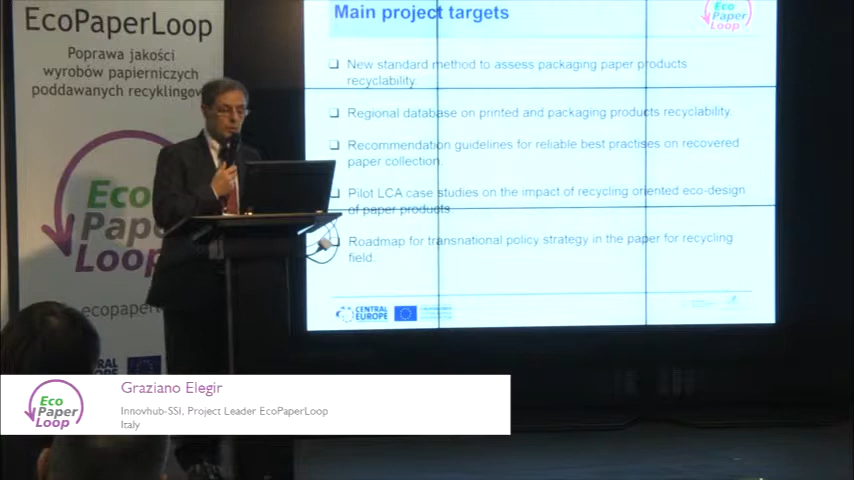 EcoPaperLoop
Poprawa jakości
wyrobów papierniczych
poddawanych recyklingow
Eco
Pape
Loop
ecopaper
Main project targets
Eco
Paper
Loop
New standard method to assess packaging paper products
recyclability.
Regional database on printed and packaging products recyclability.
Recommendation guidelines for reliable best practises on recovered
paper collection.
Pilot LCA case studies on the impact of recycling oriented eco-design
of paper products.
Roadmap for transnational policy strategy in the paper for recycling
field.
CENTRAL
EUROPE
Eco
Paper
Loop
Graziano Elegir
Innovhub-SSI, Project Leader EcoPaperLoop
Italy